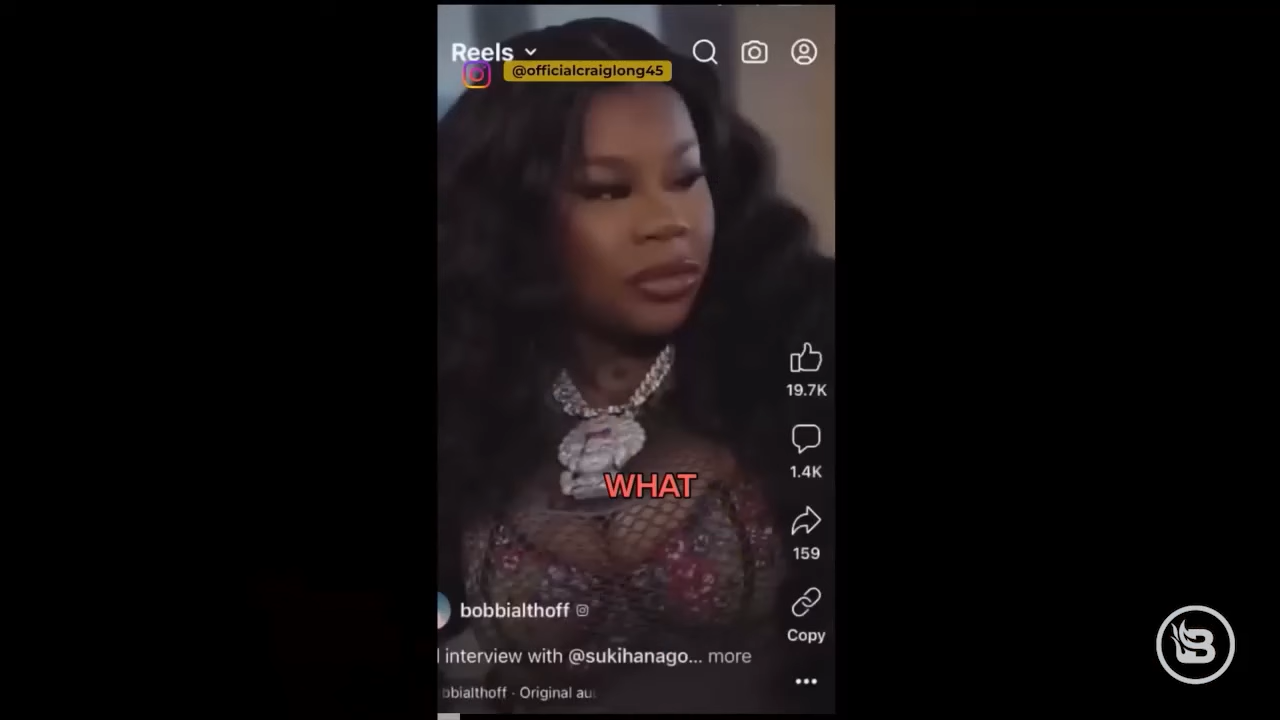 Reels
@officialcraiglong45
19.7K
1.4K
WHAT
159
bobbialthoff
Copy
interview with @sukihanago... more
bbialthoff · Original au
B